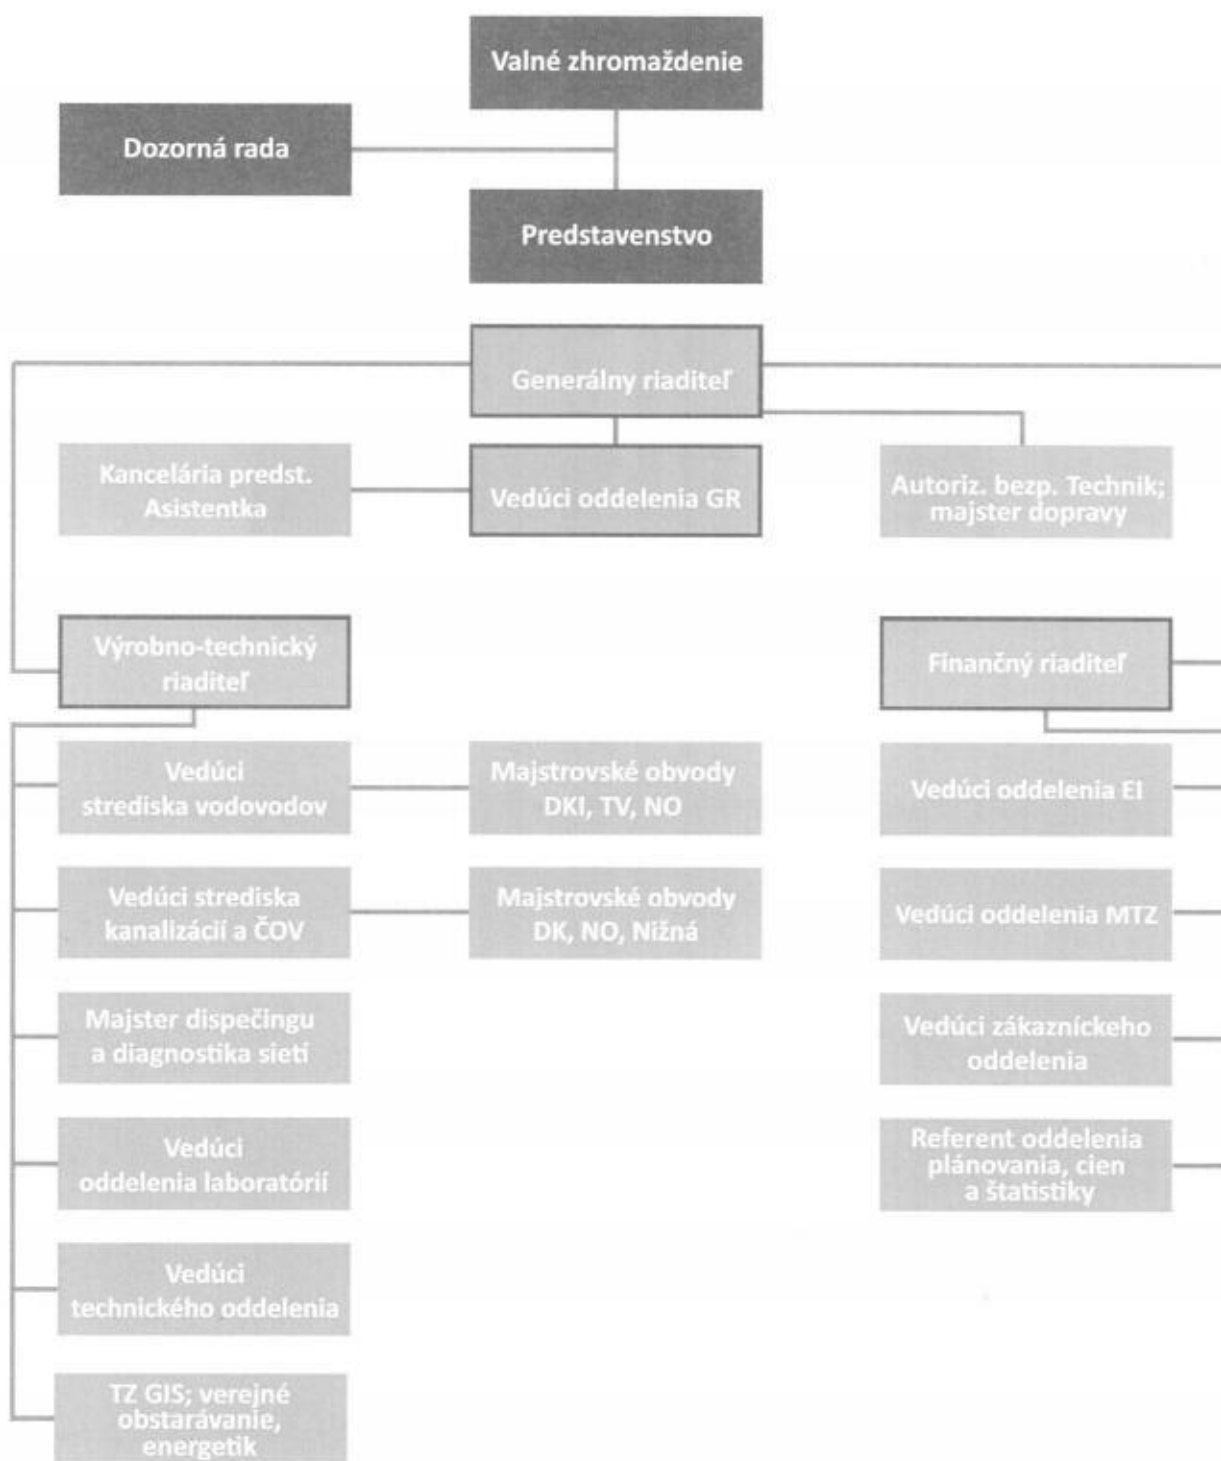 Valné zhromaždenie
Dozorná rada
Predstavenstvo
Generálny riaditeľ
Kancelária predst.
Asistentka
Vedúci oddelenia GR
Autoriz. bezp. Technik;
majster dopravy
Výrobno-technický
riaditeľ
Finančný riaditeľ
Vedúci
strediska vodovodov
Majstrovské obvody
DKI, TV, NO
Vedúci oddelenia EI
Vedúci strediska
kanalizácií a ČOV
Majstrovské obvody
DK, NO, Nižná
Vedúci oddelenia MTZ
Majster dispečingu
a diagnostika sietí
Vedúci zákazníckeho
oddelenia
Vedúci
oddelenia laboratórií
Referent oddelenia
plánovania, cien
a štatistiky
Vedúci
technického oddelenia
TZ GIS; verejné
obstarávanie,
energetik